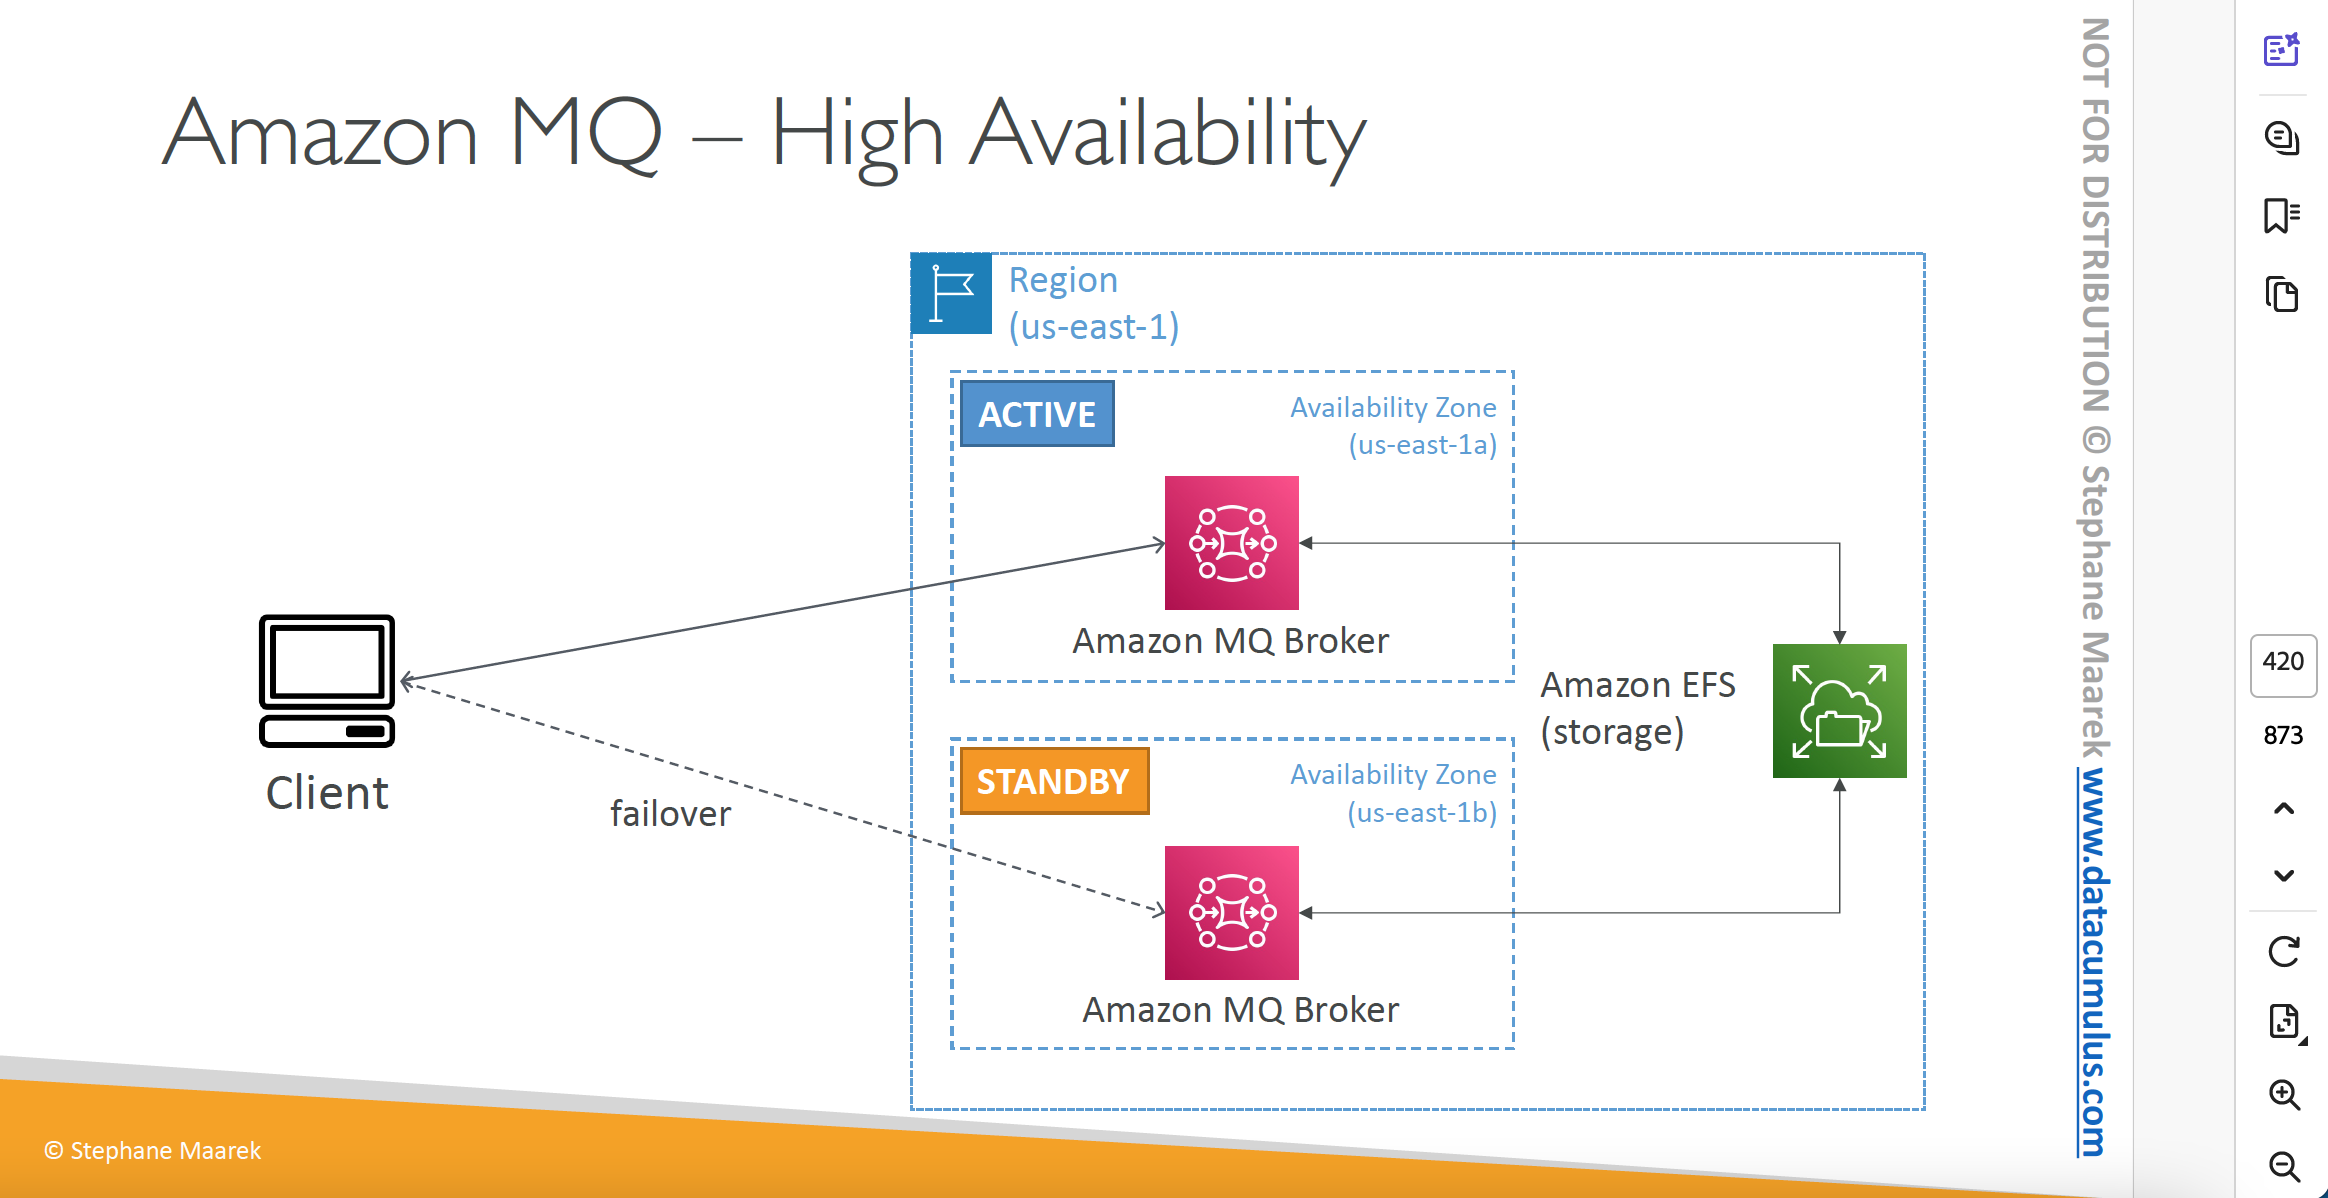 Amazon MQ – High Availability
Region
(us-east-1)
ACTIVE
Availability Zone
(us-east-1a)
Amazon MQ Broker
Client
failover
Amazon EFS
(storage)
STANDBY
Availability Zone
(us-east-1b)
Amazon MQ Broker
© Stephane Maarek
NOT FOR DISTRIBUTION © Stephane Maarek www.datacumulus.com
420
873